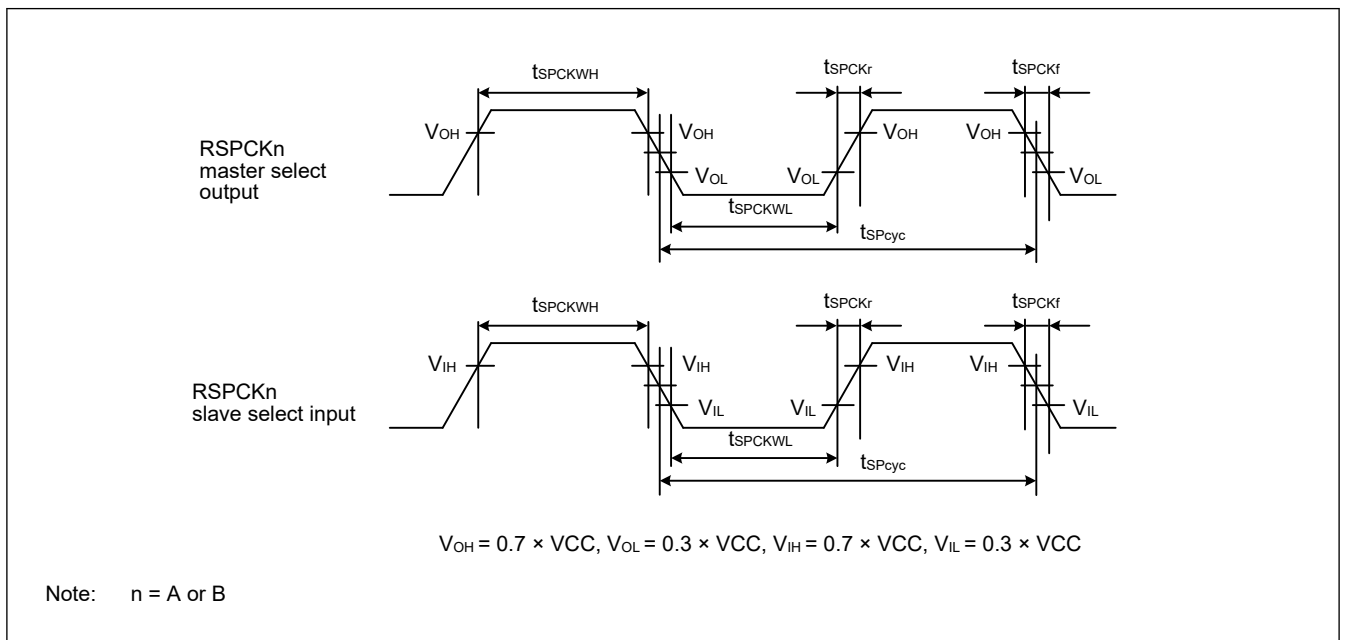 tSPCKWH tSPCKr tSPCKf
VOH VOH VOH VOH
RSPCKn
master select
output
VOL VOL VOL
tSPCKWL
tSPcyc
tSPCKWH tSPCKr tSPCKf
VIH VIH VIH VIH
RSPCKn
slave select input
VIL VIL VIL
tSPCKWL
tSPcyc
VOH = 0.7 × VCC, VOL = 0.3 × VCC, VIH = 0.7 × VCC, VIL = 0.3 × VCC
Note: n = A or B